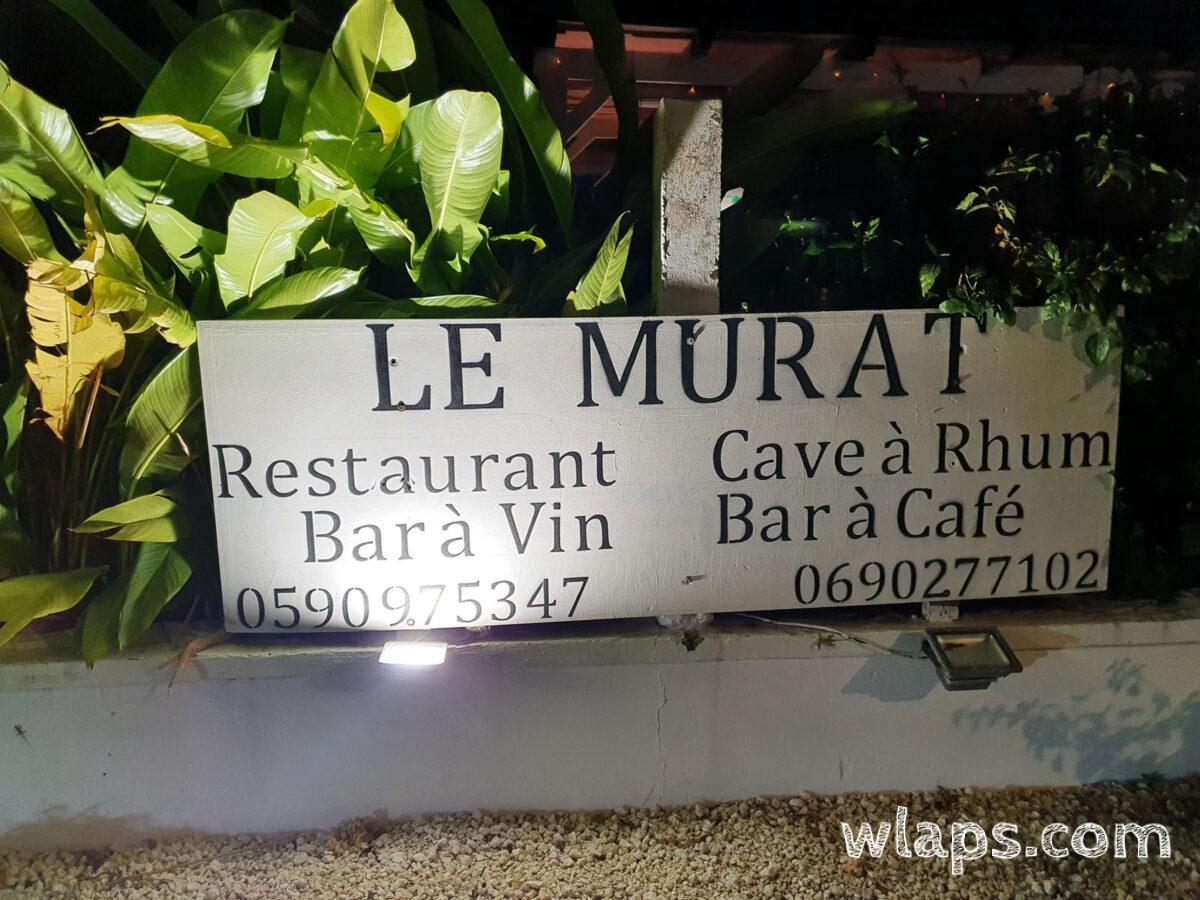 LE MURAT
Restaurant
Bar à Vin
0590975347
Cave à Rhum
Bar à Café
0690277102
wlaps.com